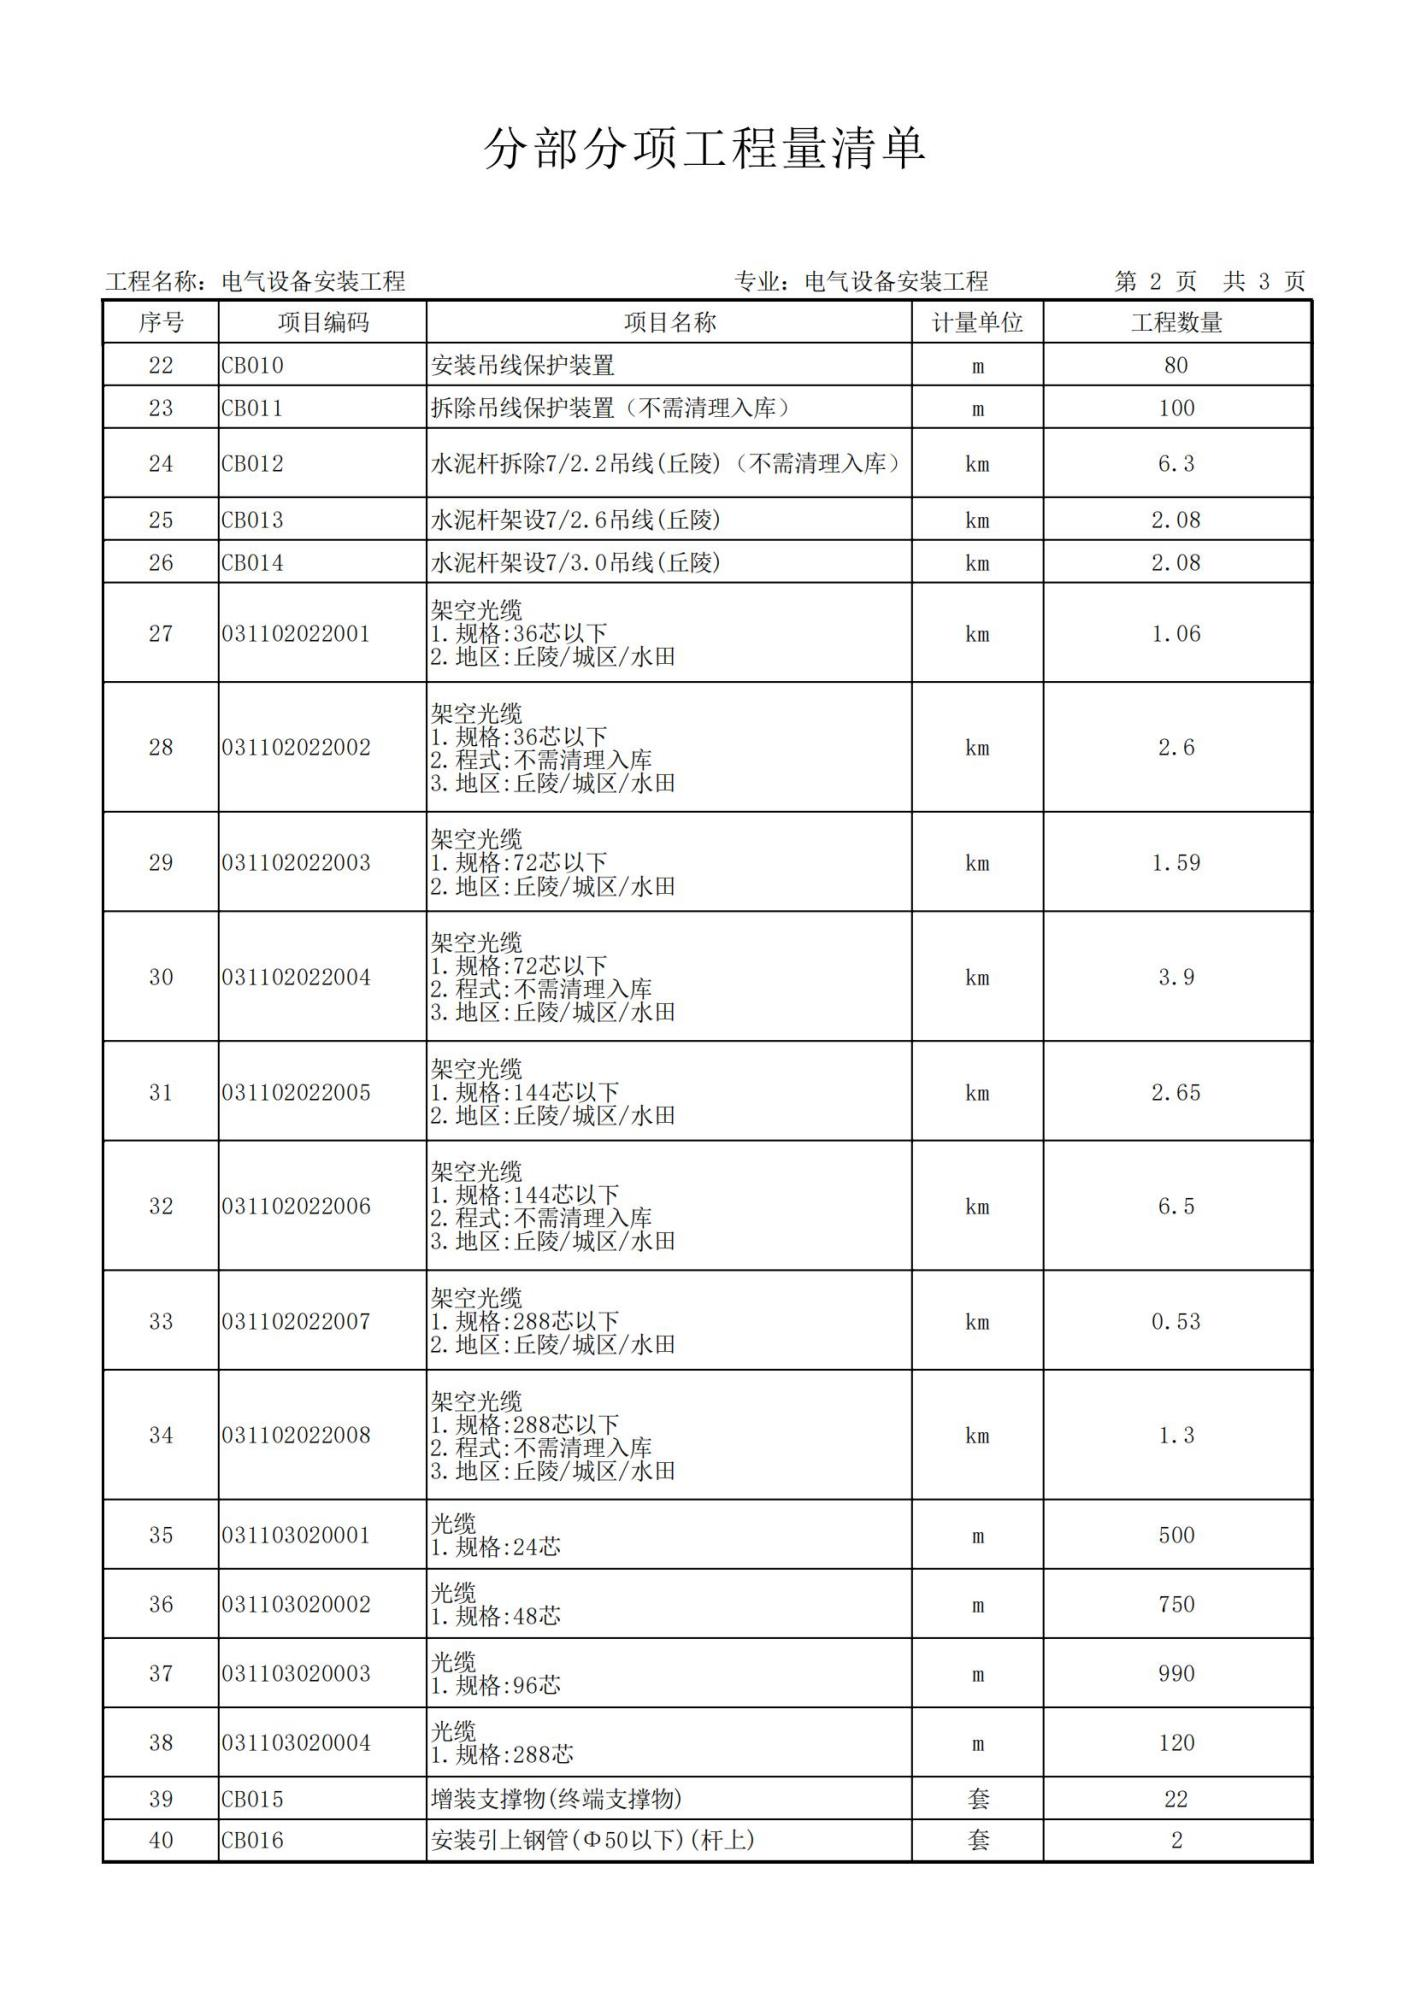 分部分项工程量清单
工程名称：电气设备安装工程 专业：电气设备安装工程 第 2 页 共 3 页
序号 项目编码 项目名称 计量单位 工程数量
22 CB010 安装吊线保护装置 m 80
23 CB011 拆除吊线保护装置（不需清理入库） m 100
24 CB012 水泥杆拆除7/2.2吊线(丘陵)（不需清理入库） km 6.3
25 CB013 水泥杆架设7/2.6吊线(丘陵) km 2.08
26 CB014 水泥杆架设7/3.0吊线(丘陵) km 2.08
架空光缆
27 031102022001 1.规格:36芯以下 km 1.06
2.地区:丘陵/城区/水田
架空光缆
1.规格:36芯以下
28 031102022002 km 2.6
2.程式:不需清理入库
3.地区:丘陵/城区/水田
架空光缆
29 031102022003 1.规格:72芯以下 km 1.59
2.地区:丘陵/城区/水田
架空光缆
1.规格:72芯以下
30 031102022004 km 3.9
2.程式:不需清理入库
3.地区:丘陵/城区/水田
架空光缆
31 031102022005 1.规格:144芯以下 km 2.65
2.地区:丘陵/城区/水田
架空光缆
1.规格:144芯以下
32 031102022006 km 6.5
2.程式:不需清理入库
3.地区:丘陵/城区/水田
架空光缆
33 031102022007 1.规格:288芯以下 km 0.53
2.地区:丘陵/城区/水田
架空光缆
1.规格:288芯以下
34 031102022008 km 1.3
2.程式:不需清理入库
3.地区:丘陵/城区/水田
光缆
35 031103020001 m 500
1.规格:24芯
光缆
36 031103020002 m 750
1.规格:48芯
光缆
37 031103020003 m 990
1.规格:96芯
光缆
38 031103020004 m 120
1.规格:288芯
39 CB015 增装支撑物(终端支撑物) 套 22
40 CB016 安装引上钢管(Φ50以下)(杆上) 套 2